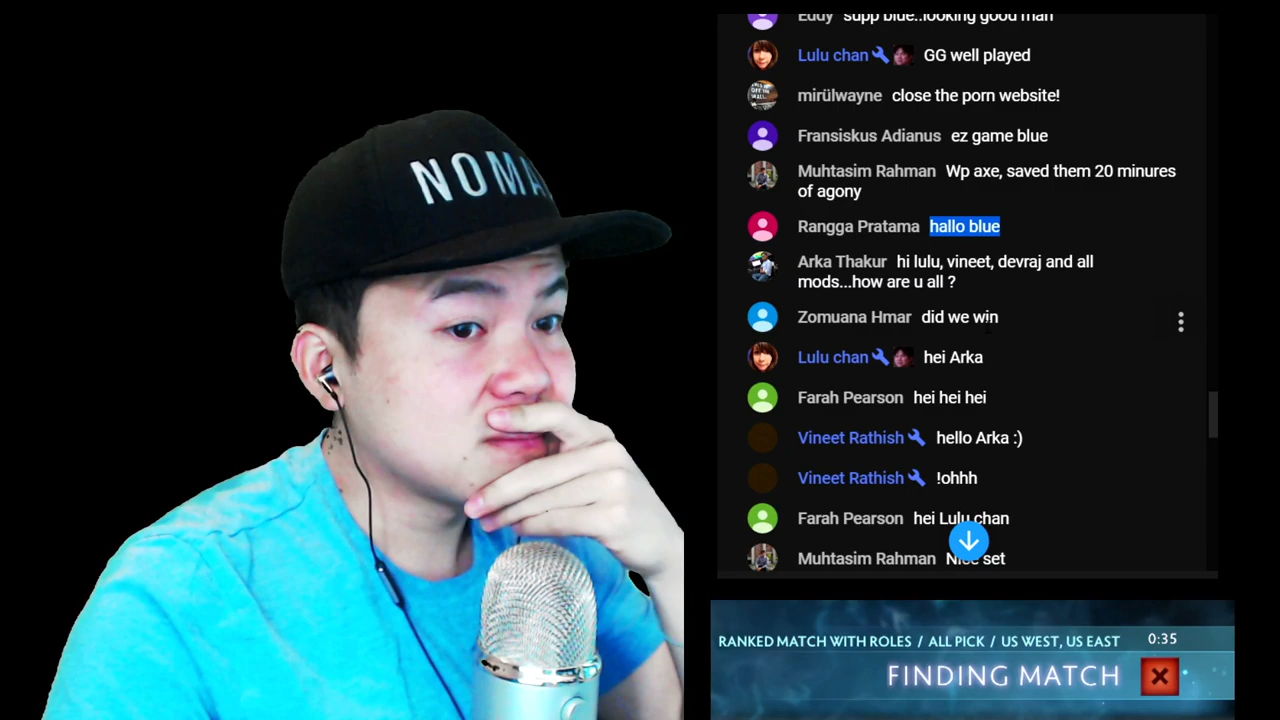 NOMA
Eddy supp blue..looking good man
Lulu chan GG well played
mirülwayne close the porn website!
Fransiskus Adianus ez game blue
Muhtasim Rahman Wp axe, saved them 20 minures
of agony
Rangga Pratama hallo blue
Arka Thakur hi lulu, vineet, devraj and all
mods...how are u all ?
Zomuana Hmar did we win
Lulu chan hei Arka
Farah Pearson hei hei hei
Vineet Rathish hello Arka :)
Vineet Rathish !ohhh
Farah Pearson hei Lulu chan
Muhtasim Rahman Nice set
RANKED MATCH WITH ROLES / ALL PICK / US WEST, US EAST 0:35
FINDING MATCH